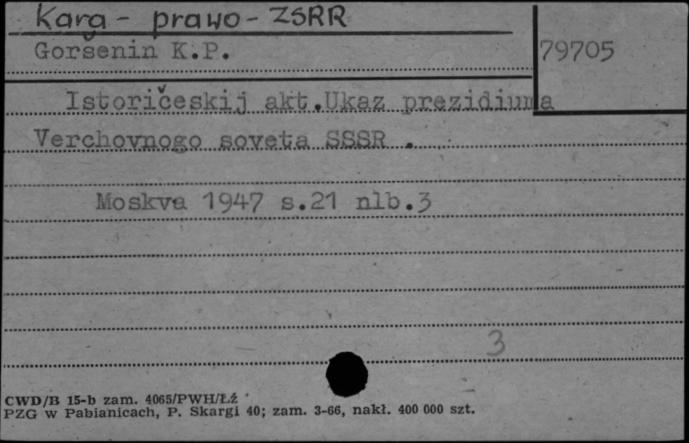 Kara - prawo - ZSRR
Gorsenin K.P.
79705
Istoričeskij akt.Ukaz prezidiuma
Verchovnogo soveta SSSR .
Moskva 1947 s.21 nlb.3
3
CWD/B 15-b zam. 4065/PWH/Łź
PZG w Pabianicach, P. Skargi 40; zam. 3-66, nakł. 400 000 szt.